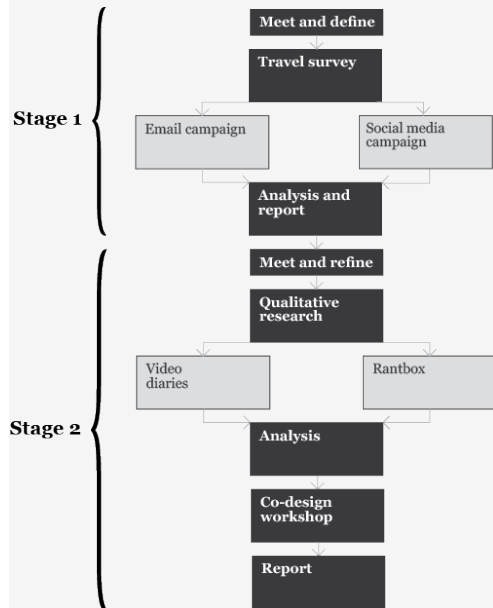 Meet and define
Travel survey
Stage 1
Email campaign
Social media
campaign
Analysis and
report
Meet and refine
Qualitative
research
Video
diaries
Rantbox
Stage 2
Analysis
Co-design
workshop
Report